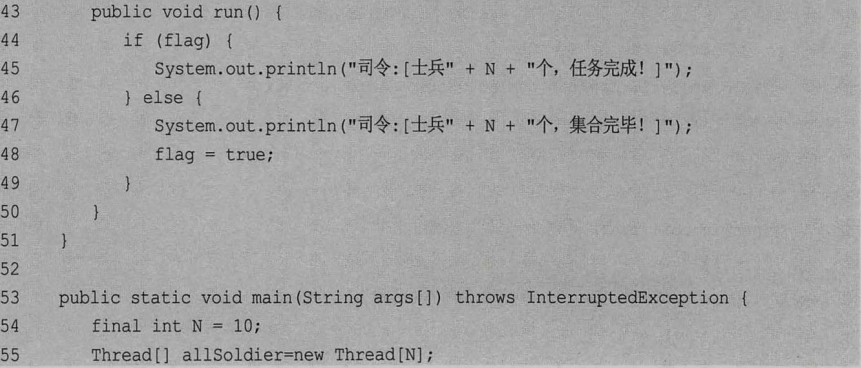 43 public void run() {
44 if (flag) {
45 System.out.println("司令:[士兵" + N + "个，任务完成！]");
46 } else {
47 System.out.println("司令:[士兵" + N + "个，集合完毕！]");
48 flag = true;
49 }
50 }
51 }
52
53 public static void main(String args[]) throws InterruptedException {
54 final int N = 10;
55 Thread[] allSoldier=new Thread[N];